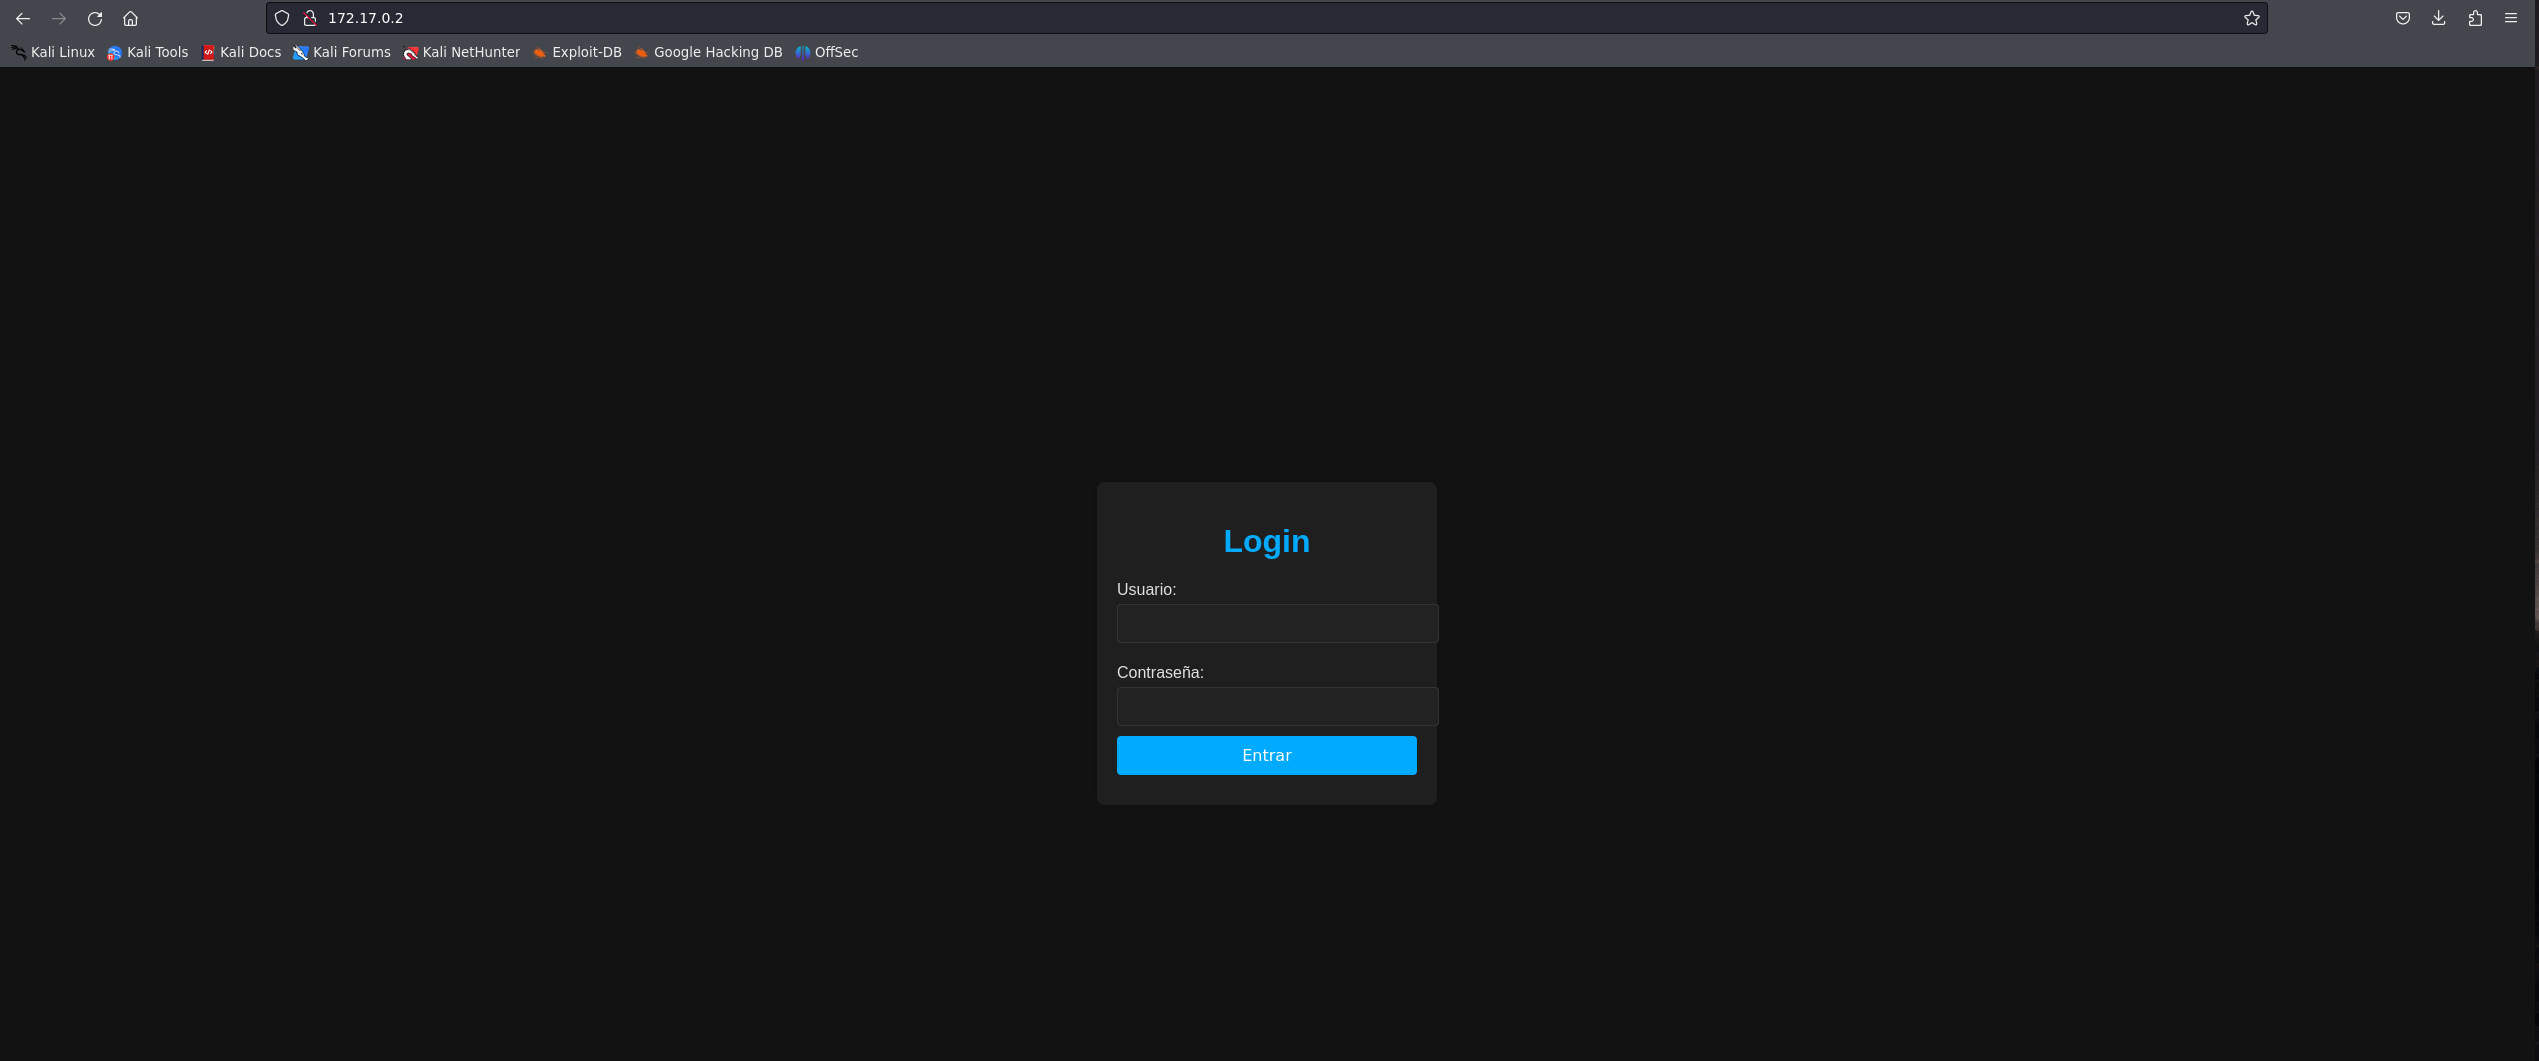 172.17.0.2
Kali Linux Kali Tools Kali Docs Kali Forums Kali NetHunter Exploit-DB Google Hacking DB OffSec
Login
Usuario:
Contraseña:
Entrar